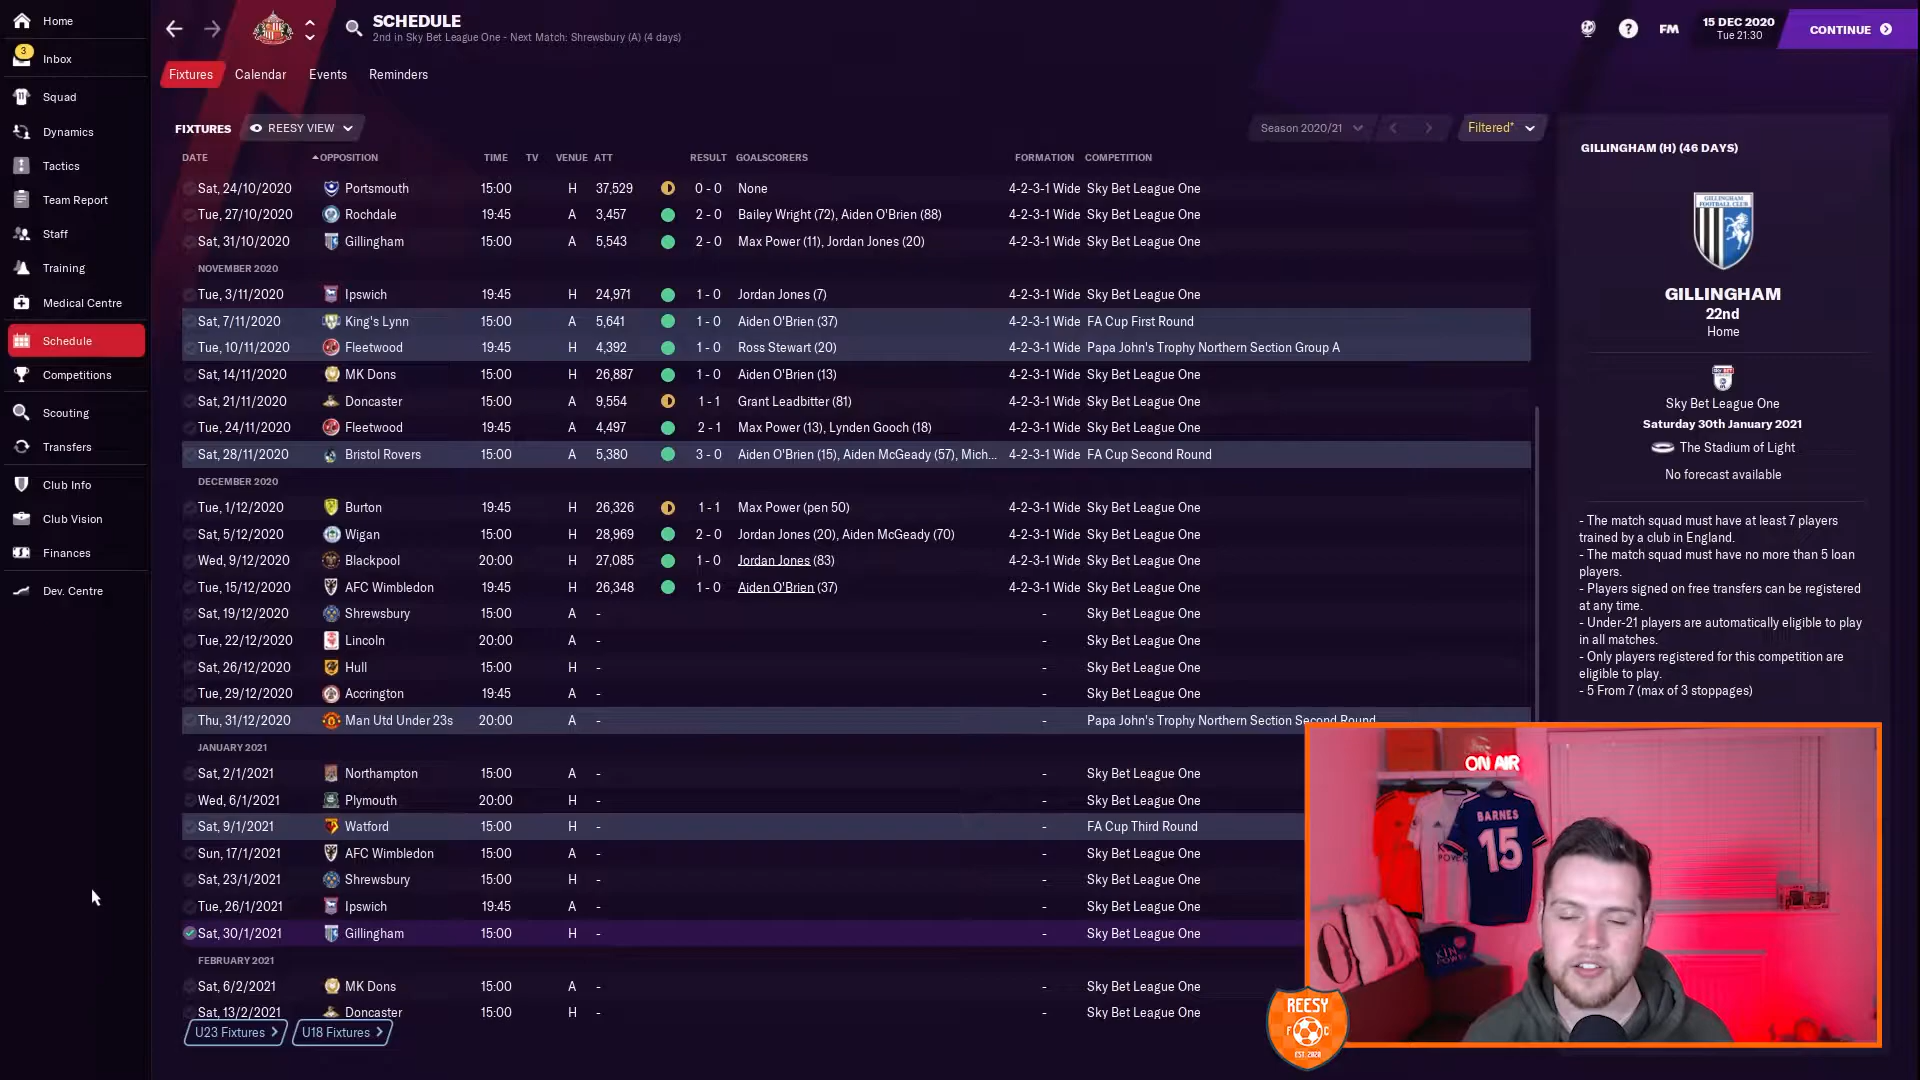 Home
3
Inbox
Squad
Dynamics
Tactics
Team Report
Staff
Training
Medical Centre
Schedule
Competitions
Scouting
Transfers
Club Info
Club Vision
Finances
Dev. Centre
SCHEDULE
2nd in Sky Bet League One - Next Match: Shrewsbury (A) (4 days)
FM
15 DEC 2020
Tue 21:30
CONTINUE
Fixtures Calendar Events Reminders
FIXTURES REESY VIEW Season 2020/21 Filtered*
DATE OPPOSITION TIME TV VENUE ATT RESULT GOALSCORERS FORMATION COMPETITION
Sat, 24/10/2020 Portsmouth 15:00 H 37,529 0 - 0 None 4-2-3-1 Wide Sky Bet League One
Tue, 27/10/2020 Rochdale 19:45 A 3,457 2 - 0 Bailey Wright (72), Aiden O'Brien (88) 4-2-3-1 Wide Sky Bet League One
Sat, 31/10/2020 Gillingham 15:00 A 5,543 2 - 0 Max Power (11), Jordan Jones (20) 4-2-3-1 Wide Sky Bet League One
NOVEMBER 2020
Tue, 3/11/2020 Ipswich 19:45 H 24,971 1 - 0 Jordan Jones (7) 4-2-3-1 Wide Sky Bet League One
Sat, 7/11/2020 King's Lynn 15:00 A 5,641 1 - 0 Aiden O'Brien (37) 4-2-3-1 Wide FA Cup First Round
Tue, 10/11/2020 Fleetwood 19:45 H 4,392 1 - 0 Ross Stewart (20) 4-2-3-1 Wide Papa John's Trophy Northern Section Group A
Sat, 14/11/2020 MK Dons 15:00 H 26,887 1 - 0 Aiden O'Brien (13) 4-2-3-1 Wide Sky Bet League One
Sat, 21/11/2020 Doncaster 15:00 A 9,554 1 - 1 Grant Leadbitter (81) 4-2-3-1 Wide Sky Bet League One
Tue, 24/11/2020 Fleetwood 19:45 A 4,497 2 - 1 Max Power (13), Lynden Gooch (18) 4-2-3-1 Wide Sky Bet League One
Sat, 28/11/2020 Bristol Rovers 15:00 A 5,380 3 - 0 Aiden O'Brien (15), Aiden McGeady (57), Mich... 4-2-3-1 Wide FA Cup Second Round
DECEMBER 2020
Tue, 1/12/2020 Burton 19:45 H 26,326 1 - 1 Max Power (pen 50) 4-2-3-1 Wide Sky Bet League One
Sat, 5/12/2020 Wigan 15:00 H 28,969 2 - 0 Jordan Jones (20), Aiden McGeady (70) 4-2-3-1 Wide Sky Bet League One
Wed, 9/12/2020 Blackpool 20:00 H 27,085 1 - 0 Jordan Jones (83) 4-2-3-1 Wide Sky Bet League One
Tue, 15/12/2020 AFC Wimbledon 19:45 H 26,348 1 - 0 Aiden O'Brien (37) 4-2-3-1 Wide Sky Bet League One
Sat, 19/12/2020 Shrewsbury 15:00 A - - Sky Bet League One
Tue, 22/12/2020 Lincoln 20:00 A - - Sky Bet League One
Sat, 26/12/2020 Hull 15:00 H - - Sky Bet League One
Tue, 29/12/2020 Accrington 19:45 A - - Sky Bet League One
Thu, 31/12/2020 Man Utd Under 23s 20:00 A - - Papa John's Trophy Northern Section Second Round
JANUARY 2021
Sat, 2/1/2021 Northampton 15:00 A - - Sky Bet League One
Wed, 6/1/2021 Plymouth 20:00 H - - Sky Bet League One
Sat, 9/1/2021 Watford 15:00 H - - FA Cup Third Round
Sun, 17/1/2021 AFC Wimbledon 15:00 A - - Sky Bet League One
Sat, 23/1/2021 Shrewsbury 15:00 H - - Sky Bet League One
Tue, 26/1/2021 Ipswich 19:45 A - - Sky Bet League One
Sat, 30/1/2021 Gillingham 15:00 H - - Sky Bet League One
FEBRUARY 2021
Sat, 6/2/2021 MK Dons 15:00 A - - Sky Bet League One
Sat, 13/2/2021 Doncaster 15:00 H - - Sky Bet League One
U23 Fixtures > U18 Fixtures >
GILLINGHAM (H) (46 DAYS)
GILLINGHAM
FOOTBALL CLUB
GILLINGHAM
22nd
Home
SKY BET
Sky Bet League One
Saturday 30th January 2021
The Stadium of Light
No forecast available
- The match squad must have at least 7 players
trained by a club in England.
- The match squad must have no more than 5 loan
players.
- Players signed on free transfers can be registered
at any time.
- Under-21 players are automatically eligible to play
in all matches.
- Only players registered for this competition are
eligible to play.
- 5 From 7 (max of 3 stoppages)
ON AIR
BARNES
15
KING
POWER
REESY
F C
EST. 2020